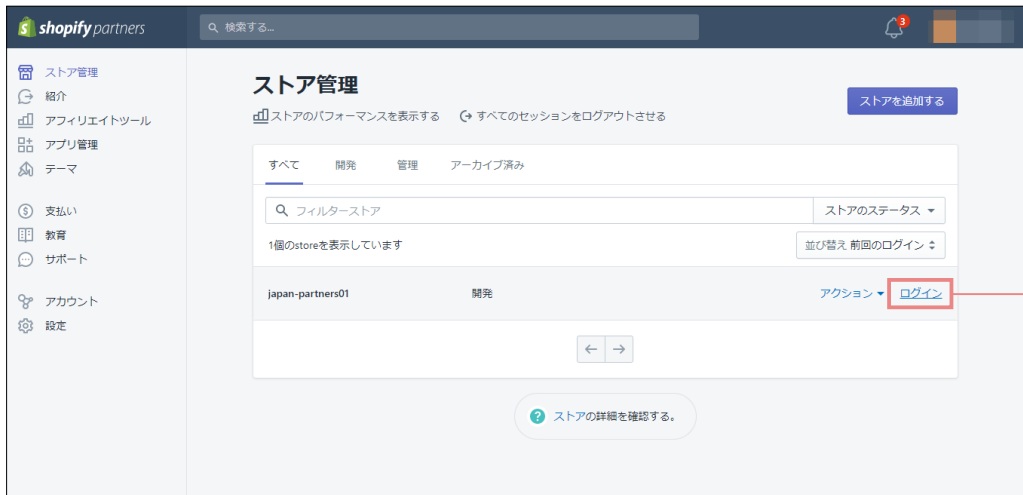 shopify partners
検索する...
3
ストア管理
紹介
アフィリエイトツール
アプリ管理
テーマ
支払い
教育
サポート
アカウント
設定
ストア管理
ストアを追加する
ストアのパフォーマンスを表示する すべてのセッションをログアウトさせる
すべて 開発 管理 アーカイブ済み
フィルターストア ストアのステータス
1個のstoreを表示しています 並び替え 前回のログイン
japan-partners01 開発 アクション ログイン
ストアの詳細を確認する。